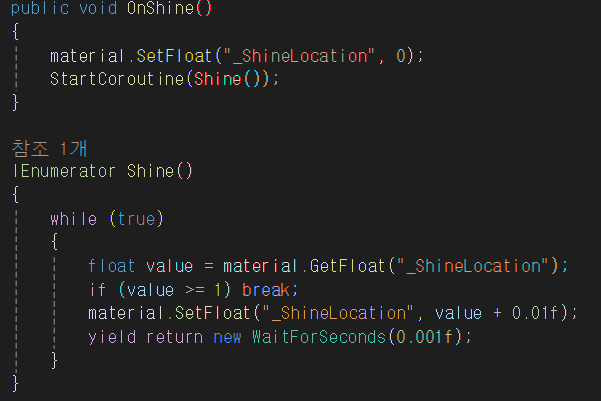 public void OnShine()
{
material.SetFloat("_ShineLocation", 0);
StartCoroutine(Shine());
}
참조 1개
IEnumerator Shine()
{
while (true)
{
float value = material.GetFloat("_ShineLocation");
if (value >= 1) break;
material.SetFloat("_ShineLocation", value + 0.01f);
yield return new WaitForSeconds(0.001f);
}
}